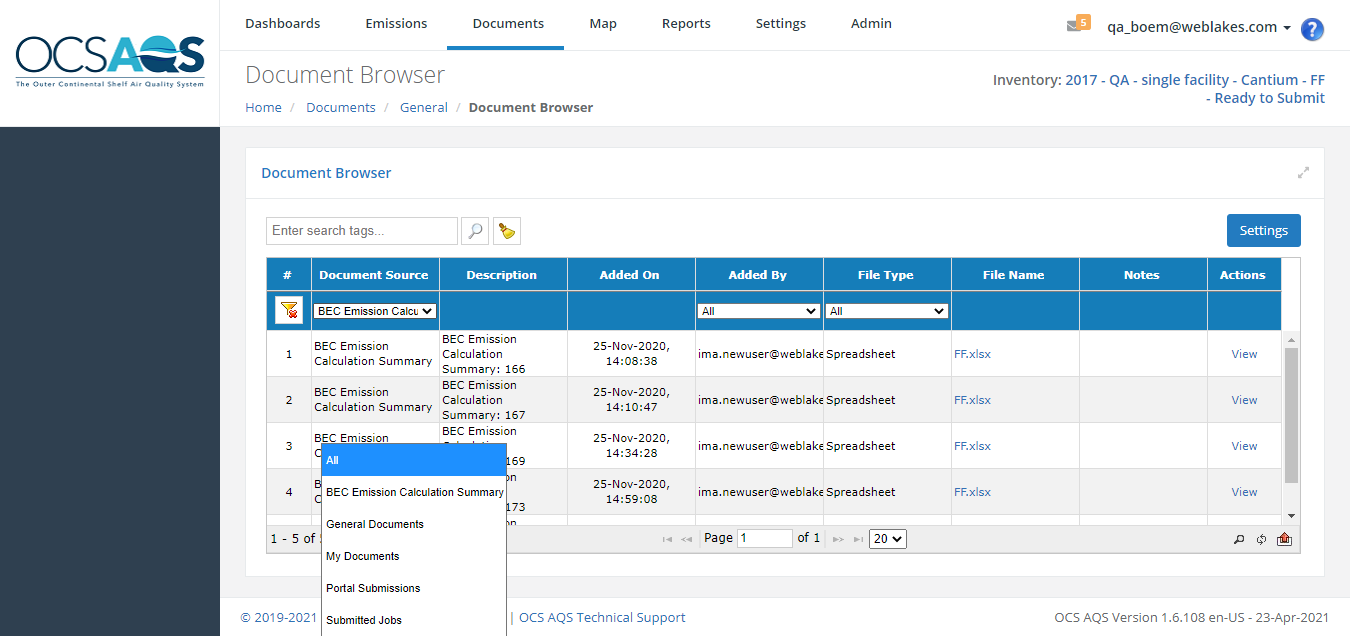 OCSAQS
The Outer Continental Shelf Air Quality System
Dashboards Emissions Documents Map Reports Settings Admin
5 qa_boem@weblakes.com ?
Document Browser
Home / Documents / General / Document Browser
Inventory: 2017 - QA - single facility - Cantium - FF
- Ready to Submit
Document Browser
Enter search tags...
Settings
# Document Source Description Added On Added By File Type File Name Notes Actions
BEC Emission Calcu All All
1 BEC Emission Calculation Summary BEC Emission Calculation Summary: 166 25-Nov-2020, 14:08:38 ima.newuser@weblake Spreadsheet FF.xlsx View
2 BEC Emission Calculation Summary BEC Emission Calculation Summary: 167 25-Nov-2020, 14:10:47 ima.newuser@weblake Spreadsheet FF.xlsx View
3 BEC Emission BEC Emission 169 25-Nov-2020, 14:34:28 ima.newuser@weblake Spreadsheet FF.xlsx View
4 173 25-Nov-2020, 14:59:08 ima.newuser@weblake Spreadsheet FF.xlsx View
All
BEC Emission Calculation Summary
General Documents
My Documents
Portal Submissions
Submitted Jobs
1 - 5 of Page 1 of 1 20
© 2019-2021 | OCS AQS Technical Support
OCS AQS Version 1.6.108 en-US - 23-Apr-2021